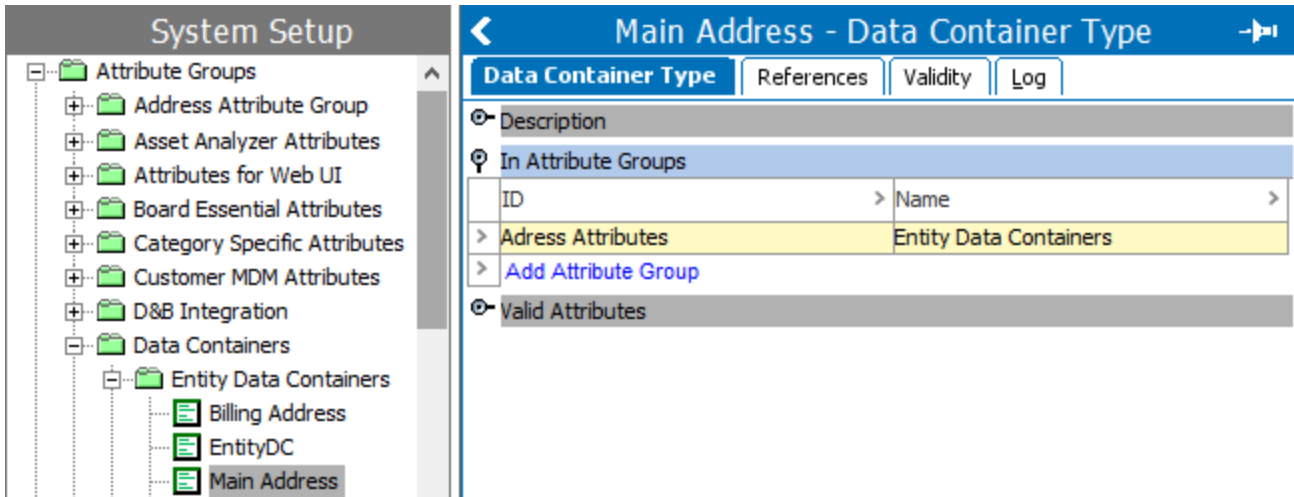 System Setup
Attribute Groups
Address Attribute Group
Asset Analyzer Attributes
Attributes for Web UI
Board Essential Attributes
Category Specific Attributes
Customer MDM Attributes
D&B Integration
Data Containers
Entity Data Containers
Billing Address
EntityDC
Main Address
Main Address - Data Container Type
Data Container Type References Validity Log
Description
In Attribute Groups
ID > Name >
> Adress Attributes Entity Data Containers
> Add Attribute Group
Valid Attributes